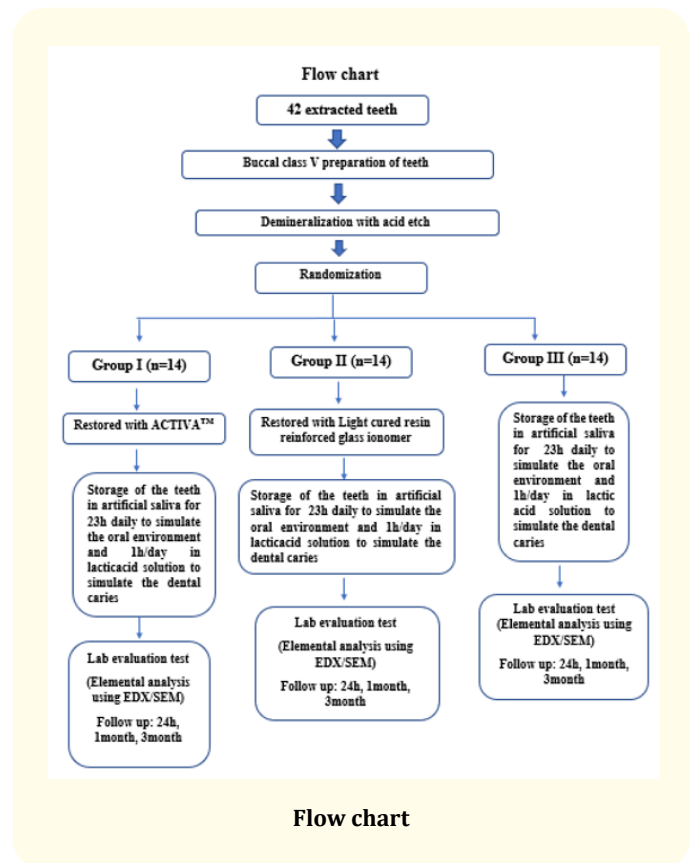 Flow chart
42 extracted teeth
Buccal class V preparation of teeth
Demineralization with acid etch
Randomization
Group I (n=14)
Group II (n=14)
Group III (n=14)
Restored with ACTIVA™
Restored with Light cured resin
reinforced glass ionomer
Storage of the teeth
in artificial saliva
for 23h daily to
simulate the oral
environment and
1h/day in lactic
acid solution to
simulate the dental
caries
Storage of the teeth
in artificial saliva for
23h daily to simulate
the oral environment
and 1h/day in
lacticacid solution to
simulate the dental
caries
Storage of the teeth in artificial
saliva for 23h daily to simulate the
oral environment and 1h/day in
lacticacid solution to simulate the
dental caries
Lab evaluation test
(Elemental analysis
using EDX/SEM)
Follow up: 24h,
1month, 3month
Lab evaluation test
(Elemental analysis using
EDX/SEM)
Follow up: 24h, 1month,
3month
Lab evaluation test
(Elemental analysis using
EDX/SEM)
Follow up: 24h, 1month,
3month
Flow chart